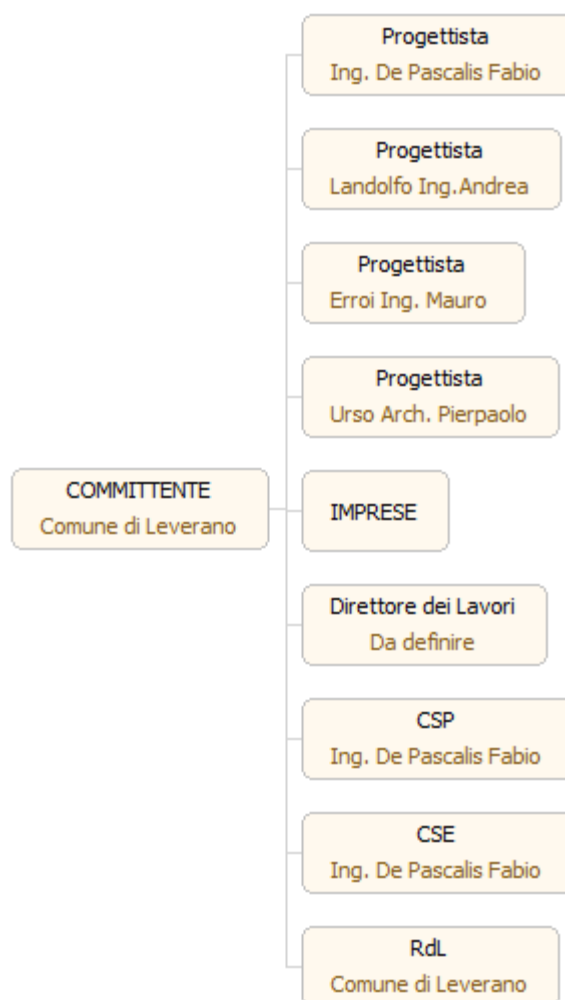 Progettista
Ing. De Pascalis Fabio
Progettista
Landolfo Ing.Andrea
Progettista
Erroi Ing. Mauro
Progettista
Urso Arch. Pierpaolo
COMMITTENTE
Comune di Leverano
IMPRESE
Direttore dei Lavori
Da definire
CSP
Ing. De Pascalis Fabio
CSE
Ing. De Pascalis Fabio
RdL
Comune di Leverano